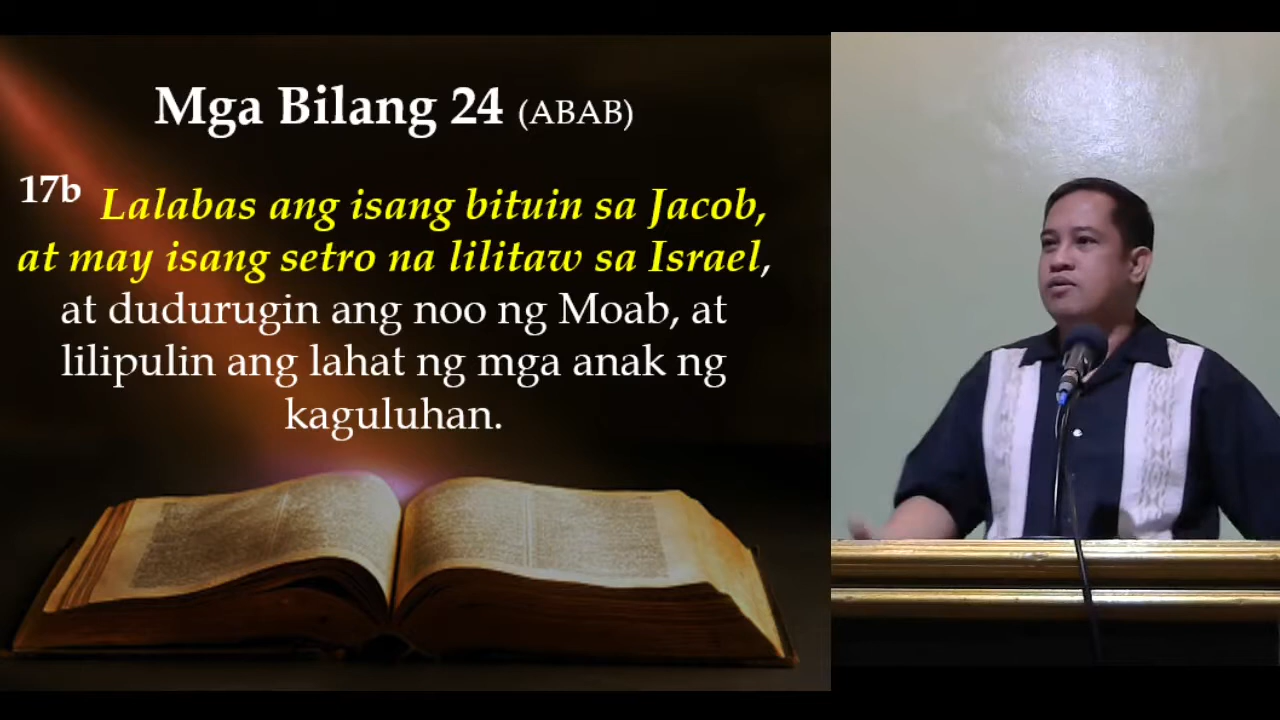 Mga Bilang 24 (ABAB)
17b Lalabas ang isang bituin sa Jacob,
at may isang setro na lilitaw sa Israel,
at dudurugin ang noo ng Moab, at
lilipulin ang lahat ng mga anak ng
kaguluhan.